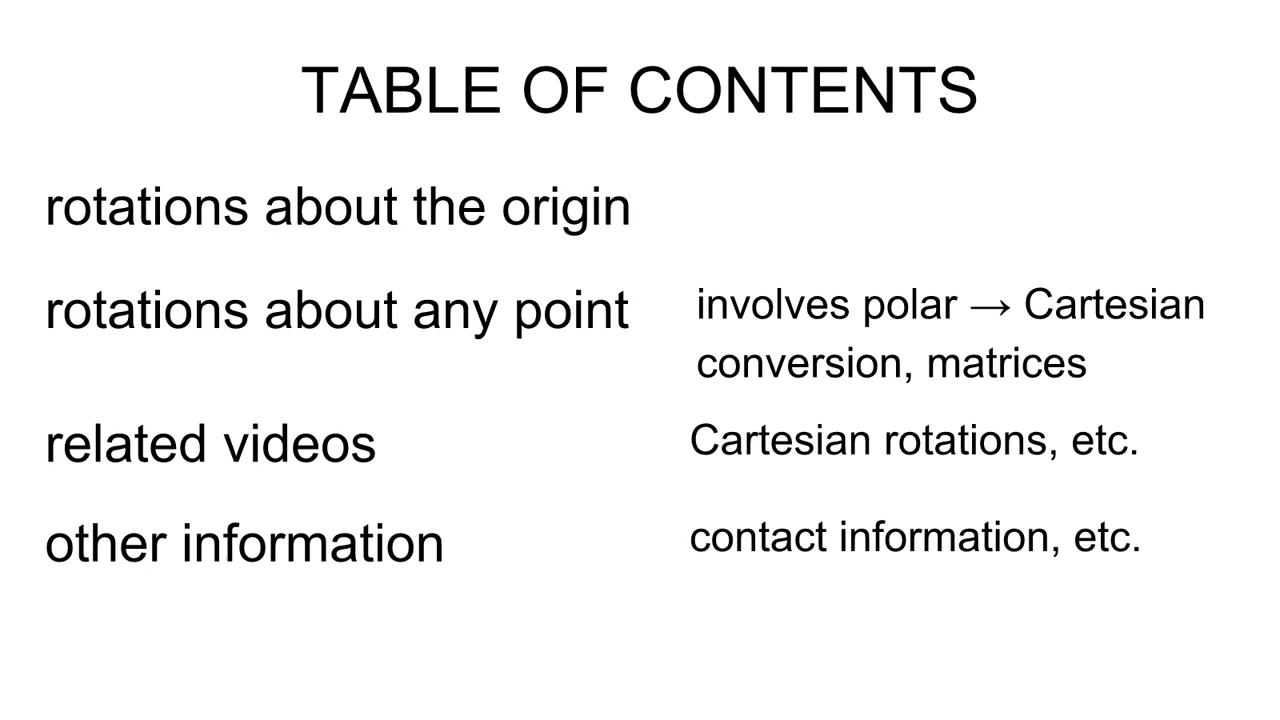 TABLE OF CONTENTS
rotations about the origin
rotations about any point
involves polar → Cartesian
conversion, matrices
related videos
Cartesian rotations, etc.
other information
contact information, etc.